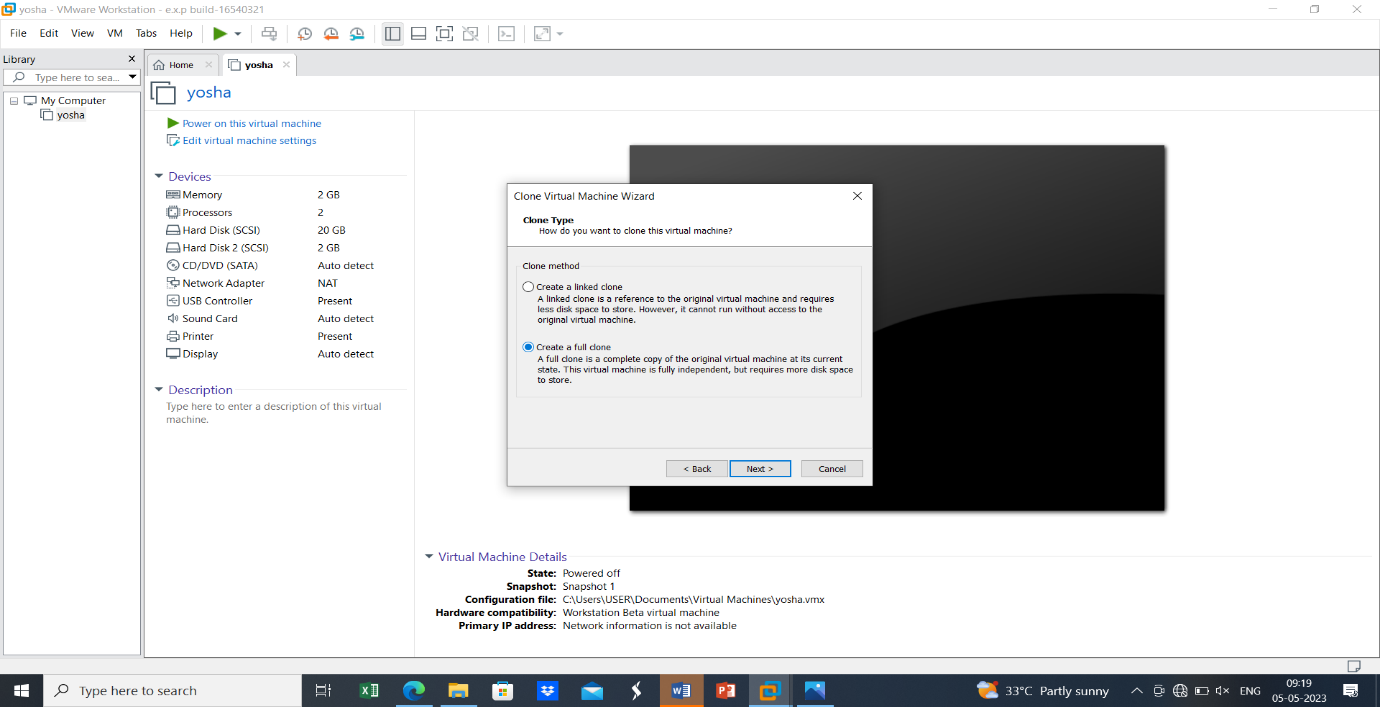 yosha - VMware Workstation - e.x.p build-16540321
File Edit View VM Tabs Help
Library
Type here to sea...
My Computer
yosha
Home
yosha
yosha
Power on this virtual machine
Edit virtual machine settings
Devices
Memory 2 GB
Processors 2
Hard Disk (SCSI) 20 GB
Hard Disk 2 (SCSI) 2 GB
CD/DVD (SATA) Auto detect
Network Adapter NAT
USB Controller Present
Sound Card Auto detect
Printer Present
Display Auto detect
Description
Type here to enter a description of this virtual
machine.
Clone Virtual Machine Wizard
Clone Type
How do you want to clone this virtual machine?
Clone method
Create a linked clone
A linked clone is a reference to the original virtual machine and requires
less disk space to store. However, it cannot run without access to the
original virtual machine.
Create a full clone
A full clone is a complete copy of the original virtual machine at its current
state. This virtual machine is fully independent, but requires more disk space
to store.
< Back Next > Cancel
Virtual Machine Details
State: Powered off
Snapshot: Snapshot 1
Configuration file: C:\Users\USER\Documents\Virtual Machines\yosha.vmx
Hardware compatibility: Workstation Beta virtual machine
Primary IP address: Network information is not available
Type here to search
33°C Partly sunny
ENG
09:19
05-05-2023